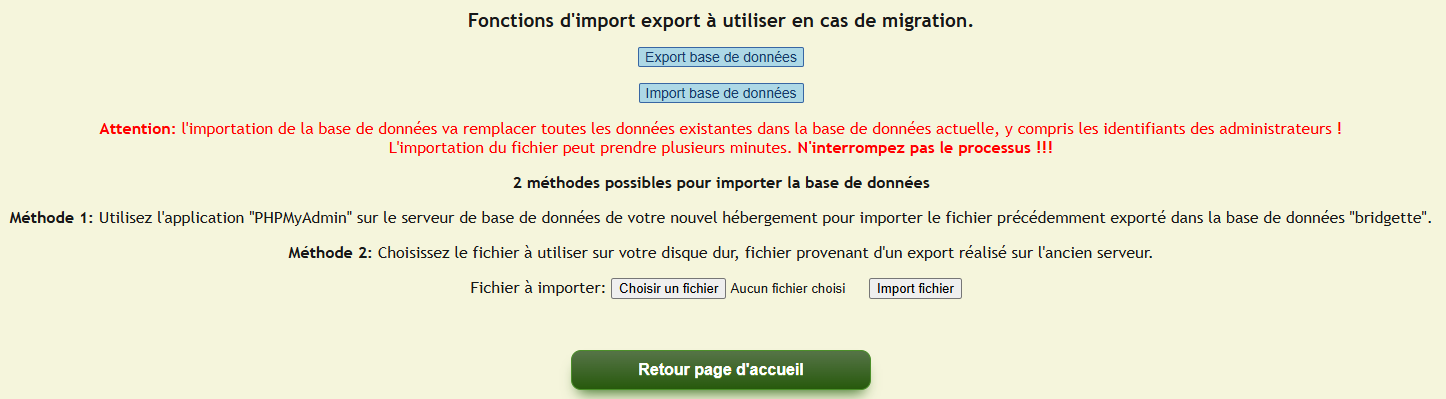 Fonctions d'import export à utiliser en cas de migration.
Export base de données
Import base de données
Attention: l'importation de la base de données va remplacer toutes les données existantes dans la base de données actuelle, y compris les identifiants des administrateurs !
L'importation du fichier peut prendre plusieurs minutes. N'interrompez pas le processus !!!
2 méthodes possibles pour importer la base de données
Méthode 1: Utilisez l'application "PHPMyAdmin" sur le serveur de base de données de votre nouvel hébergement pour importer le fichier précédemment exporté dans la base de données "bridgette".
Méthode 2: Choisissez le fichier à utiliser sur votre disque dur, fichier provenant d'un export réalisé sur l'ancien serveur.
Fichier à importer: Choisir un fichier Aucun fichier choisi Import fichier
Retour page d'accueil